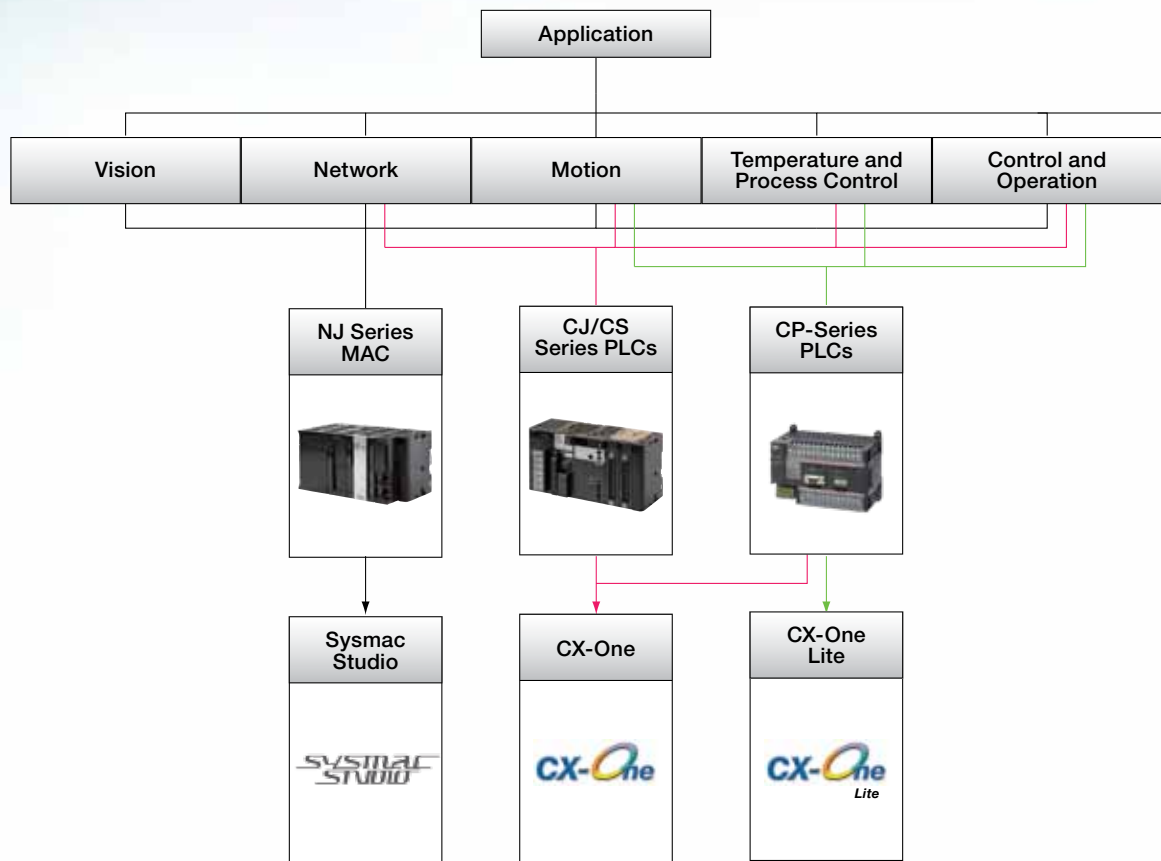 Application
Vision
Network
Motion
Temperature and
Process Control
Control and
Operation
NJ Series
MAC
CJ/CS
Series PLCs
CP-Series
PLCs
Sysmac
Studio
CX-One
CX-One
Lite
SYSMAC
STUDIO
CX-One
CX-One
Lite